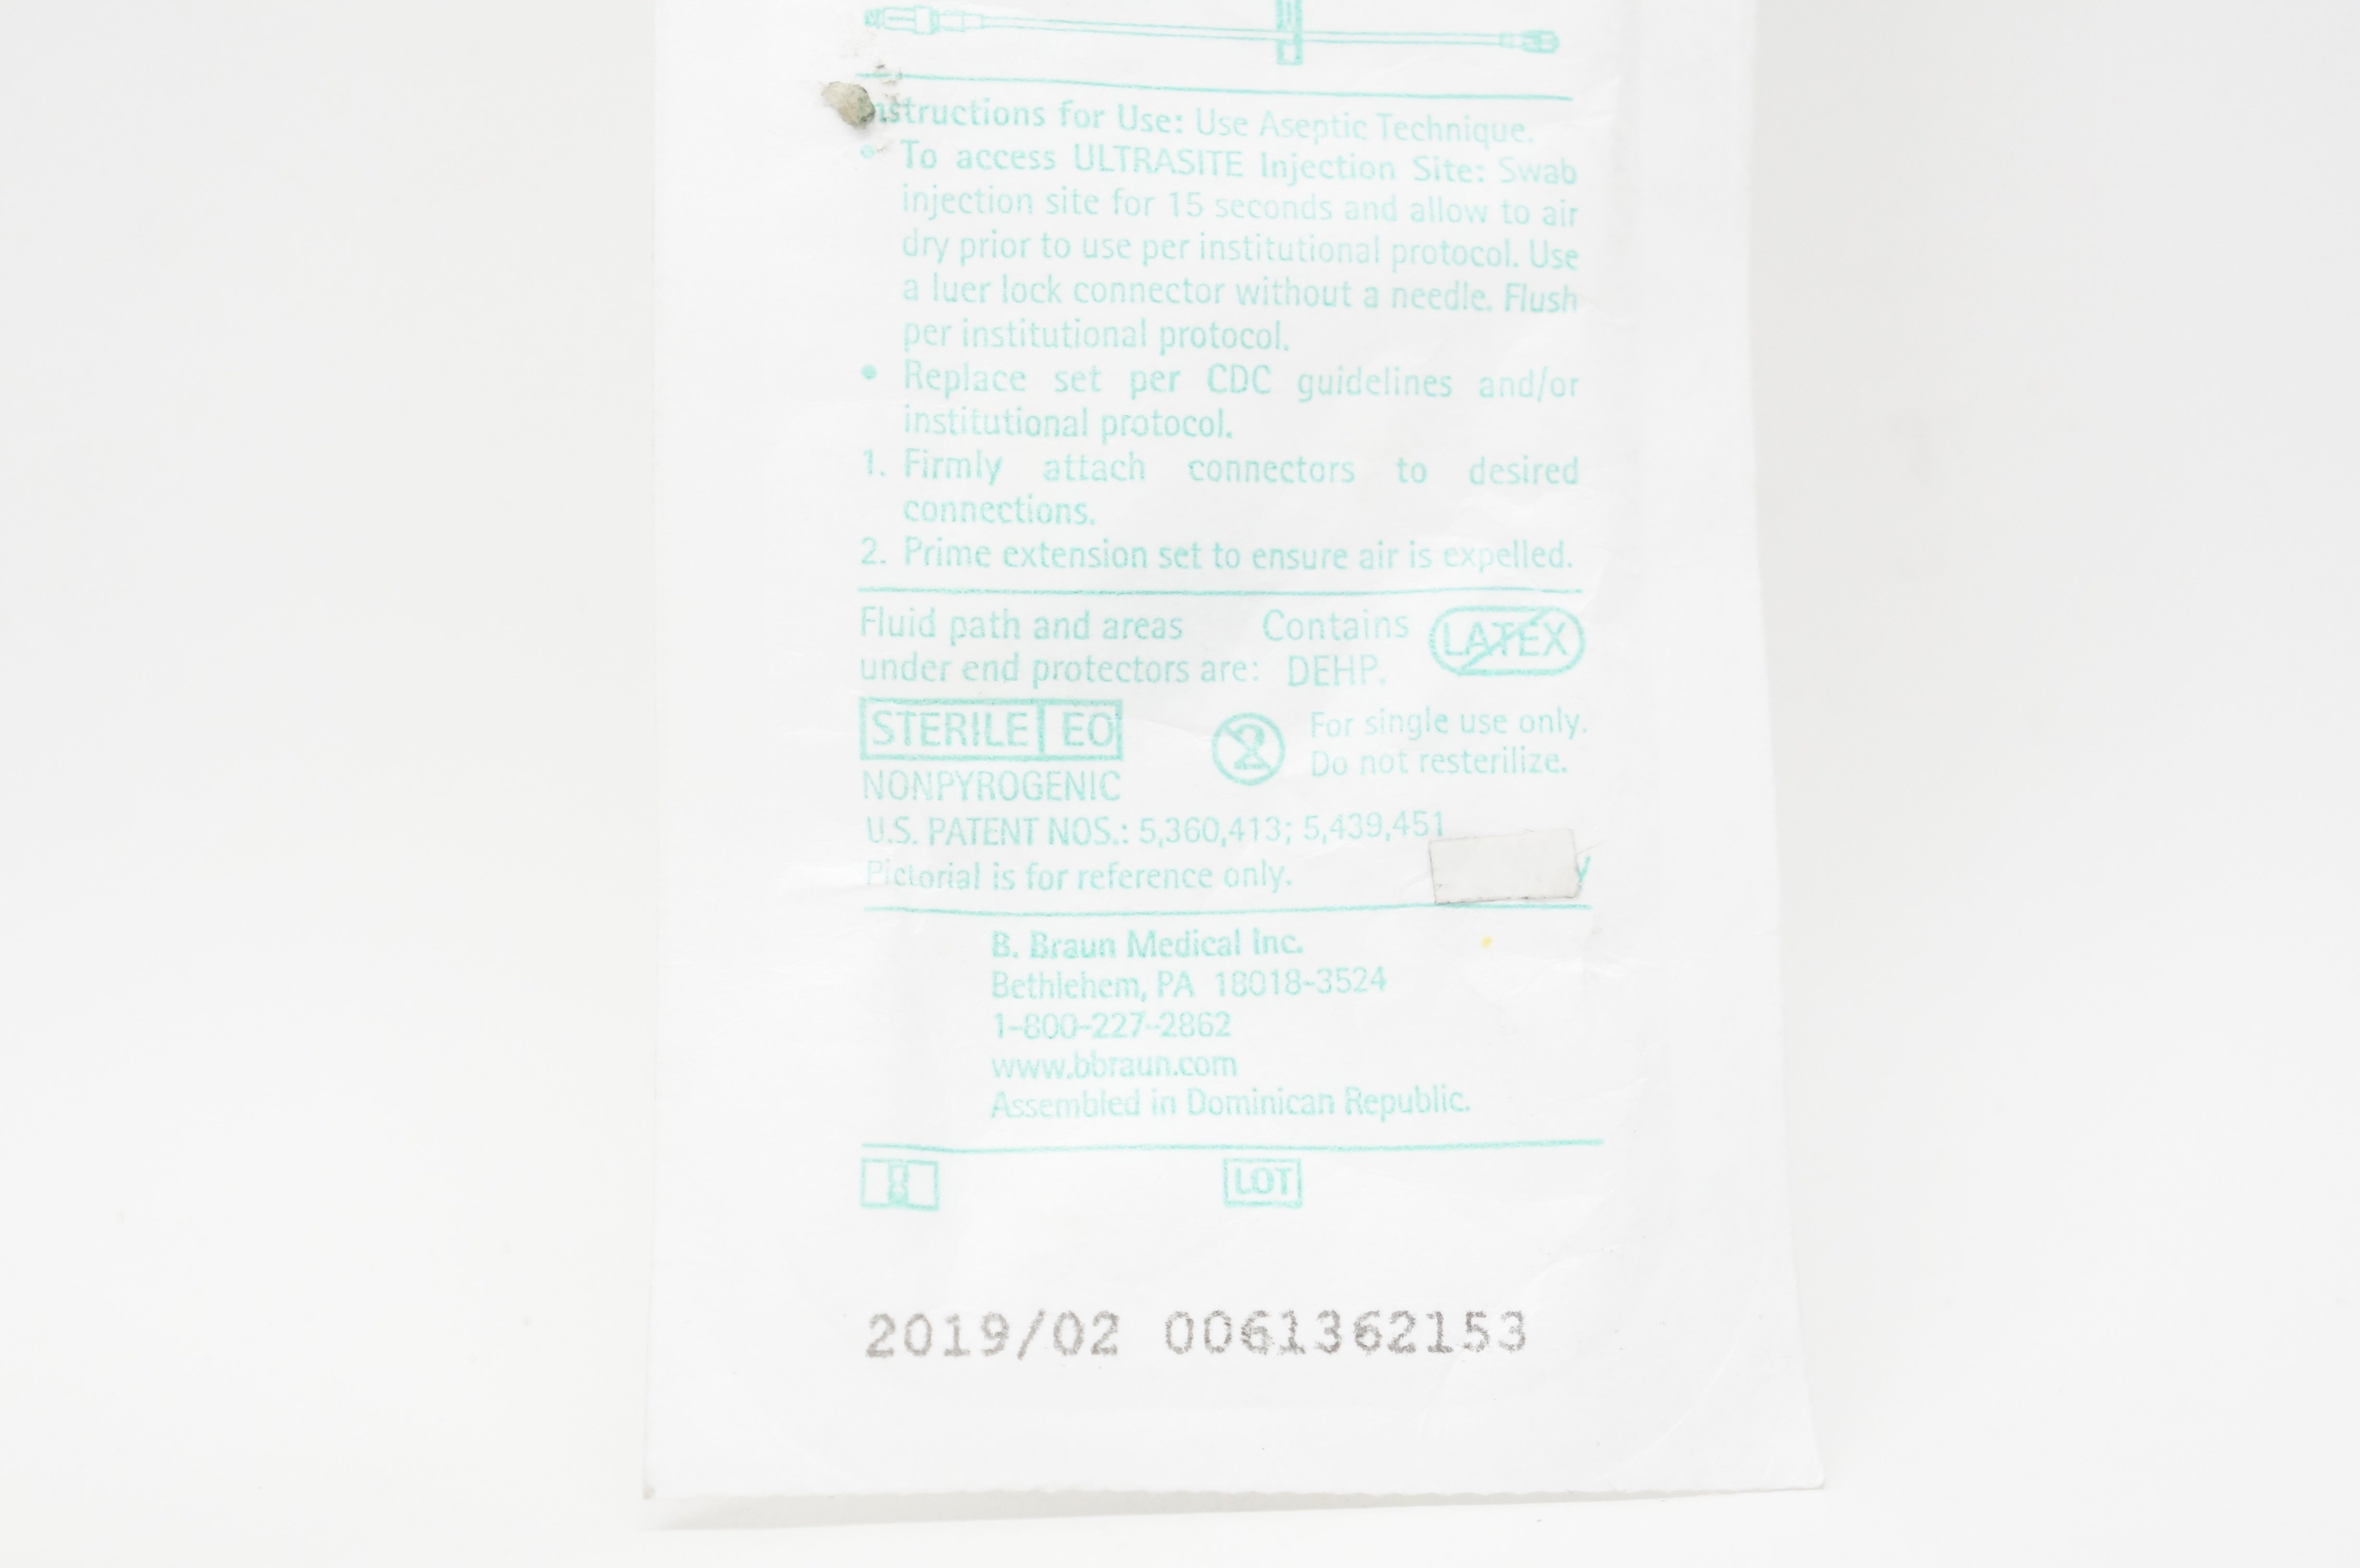 Instructions for Use: Use Aseptic Technique.
• To access ULTRASITE Injection Site: Swab
injection site for 15 seconds and allow to air
dry prior to use per institutional protocol. Use
a luer lock connector without a needle. Flush
per institutional protocol.
• Replace set per CDC guidelines and/or
institutional protocol.
1. Firmly attach connectors to desired
connections.
2. Prime extension set to ensure air is expelled.
Fluid path and areas
under end protectors are:
Contains
DEHP.
LATEX
STERILE EO
NONPYROGENIC
2
For single use only.
Do not resterilize.
U.S. PATENT NOS.: 5,360,413; 5,439,451
Pictorial is for reference only.
B. Braun Medical Inc.
Bethlehem, PA 18018-3524
1-800-227-2862
www.bbraun.com
Assembled in Dominican Republic.
LOT
2019/02 0061362153